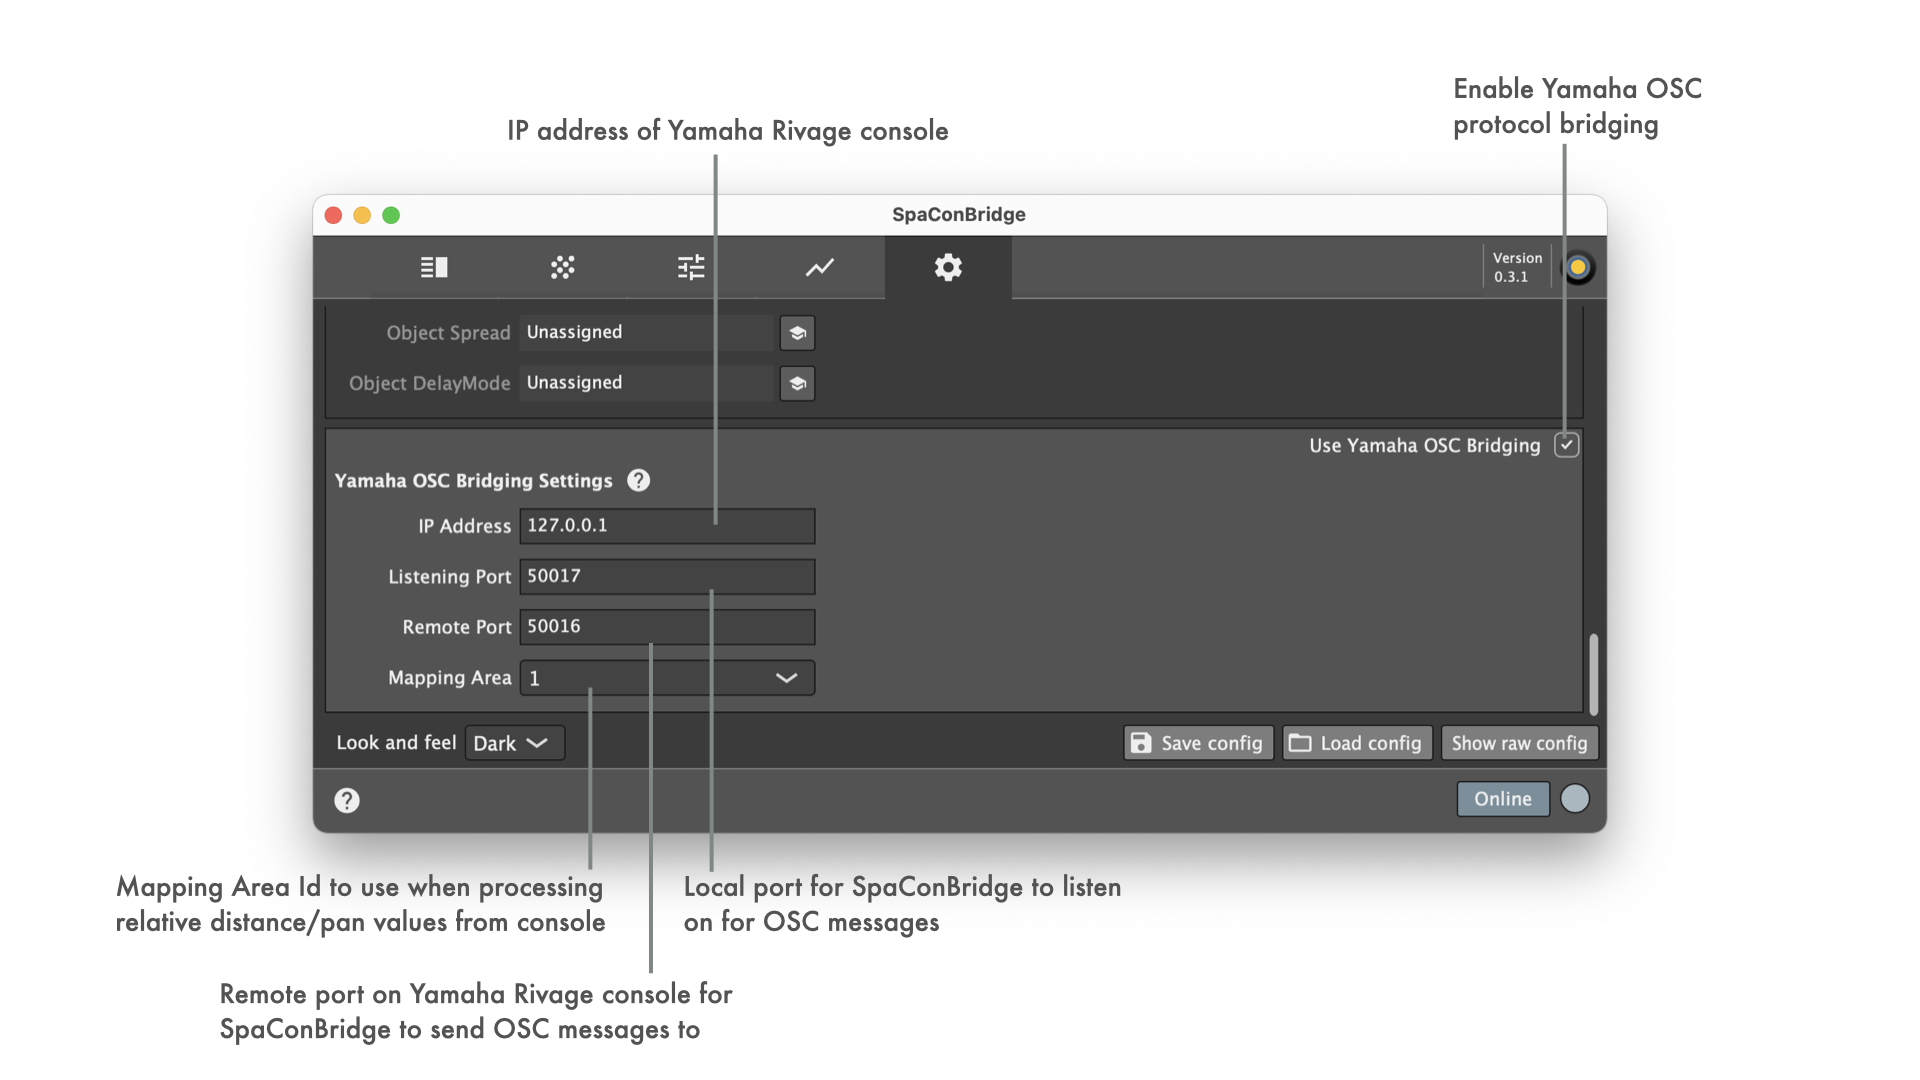 Enable Yamaha OSC
protocol bridging
IP address of Yamaha Rivage console
SpaConBridge
Version
0.3.1
Object Spread Unassigned
Object DelayMode Unassigned
Use Yamaha OSC Bridging
Yamaha OSC Bridging Settings ?
IP Address 127.0.0.1
Listening Port 50017
Remote Port 50016
Mapping Area 1
Look and feel Dark Save config Load config Show raw config
? Online
Mapping Area Id to use when processing
relative distance/pan values from console
Local port for SpaConBridge to listen
on for OSC messages
Remote port on Yamaha Rivage console for
SpaConBridge to send OSC messages to